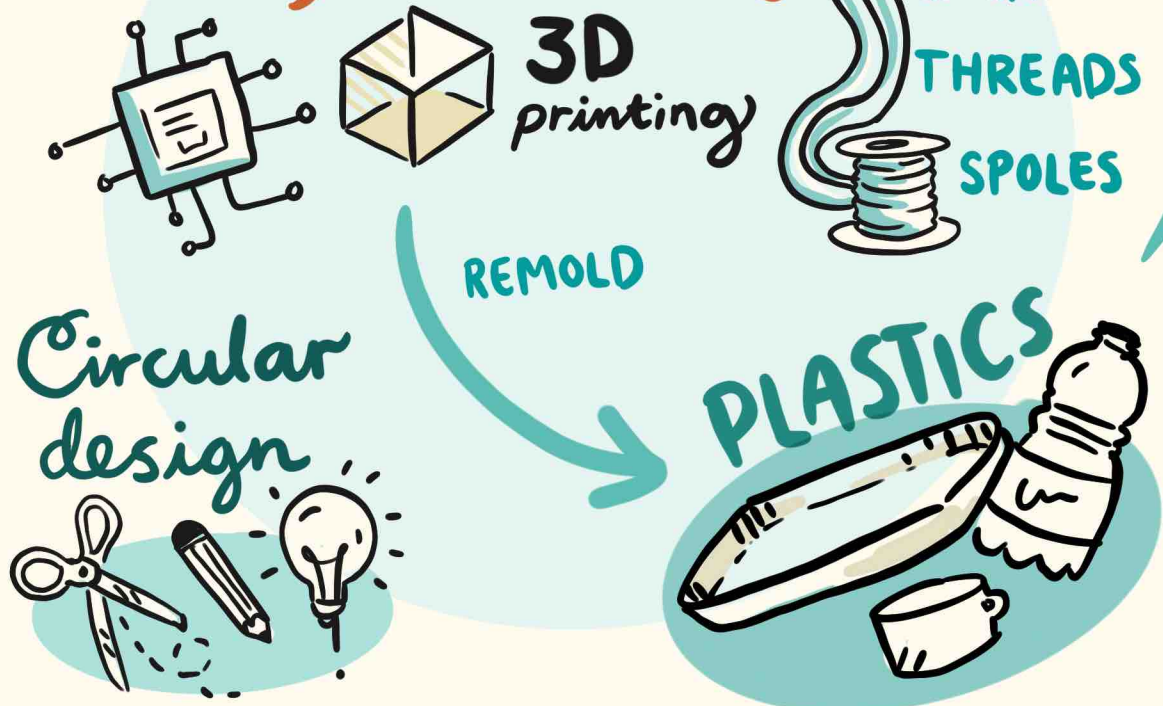 3D
printing
THREADS
SPOLES
REMOLD
Circular
design
PLASTICS